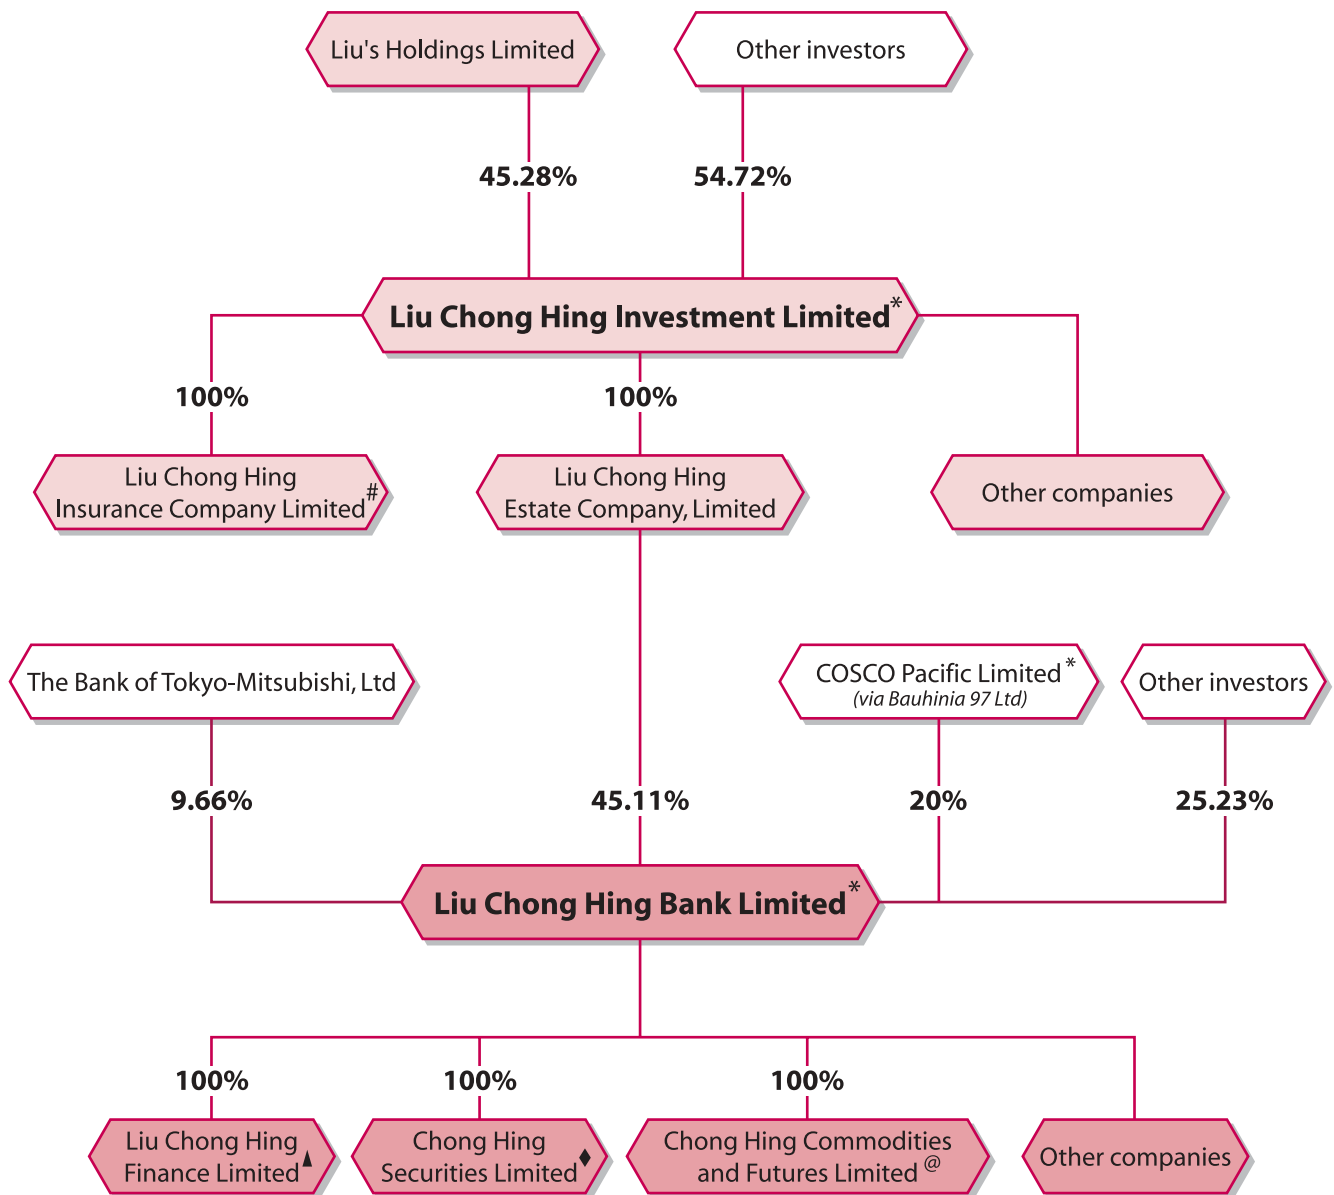 Liu's Holdings Limited
Other investors
45.28%
54.72%
Liu Chong Hing Investment Limited*
100%
100%
Liu Chong Hing
Insurance Company Limited#
Liu Chong Hing
Estate Company, Limited
Other companies
The Bank of Tokyo-Mitsubishi, Ltd
COSCO Pacific Limited*
(via Bauhinia 97 Ltd)
Other investors
9.66%
45.11%
20%
25.23%
Liu Chong Hing Bank Limited*
100%
100%
100%
Liu Chong Hing
Finance Limited▲
Chong Hing
Securities Limited♦
Chong Hing Commodities
and Futures Limited @
Other companies